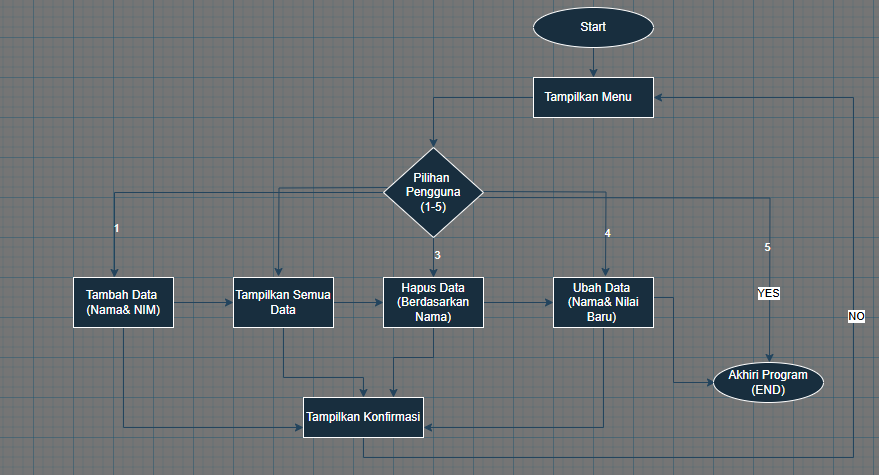 Start
Tampilkan Menu
Pilihan
Pengguna
(1-5)
1
3
4
5
Tambah Data
(Nama& NIM)
Tampilkan Semua
Data
Hapus Data
(Berdasarkan
Nama)
Ubah Data
(Nama& Nilai
Baru)
YES
NO
Akhiri Program
(END)
Tampilkan Konfirmasi